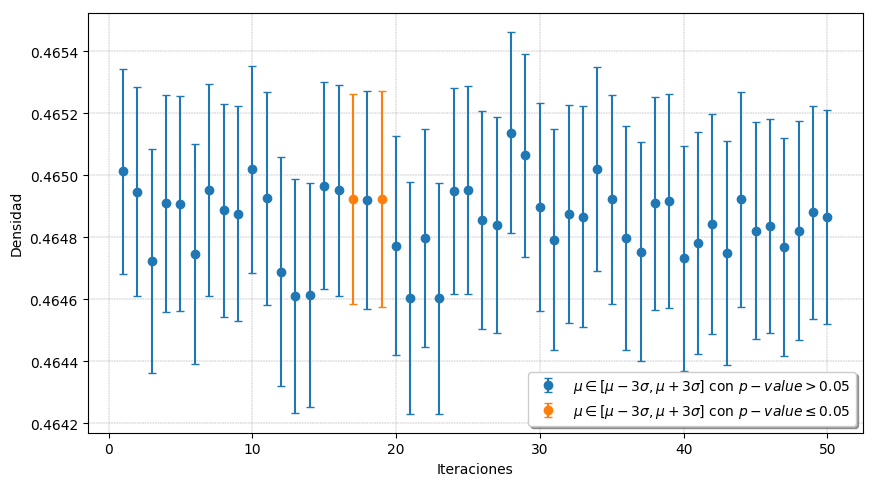 0.4654
0.4652
0.4650
0.4648
0.4646
0.4644
0.4642
Densidad
0 10 20 30 40 50
Iteraciones
μ ∈ [μ − 3σ, μ + 3σ] con p − value > 0.05
μ ∈ [μ − 3σ, μ + 3σ] con p − value ≤ 0.05